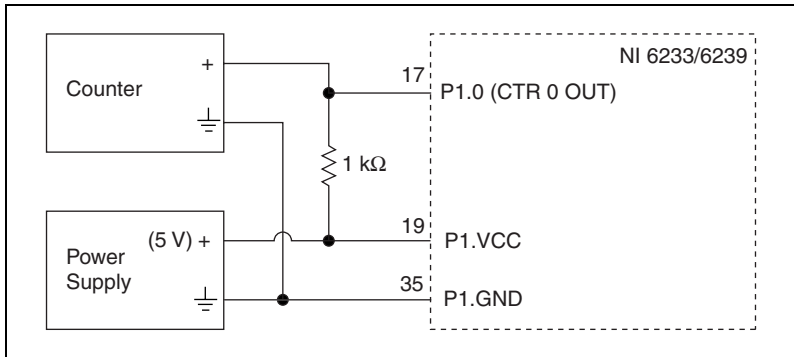 NI 6233/6239
+
17
Counter
P1.0 (CTR 0 OUT)
1 kΩ
(5 V) +
19
P1.VCC
Power
Supply
35
P1.GND